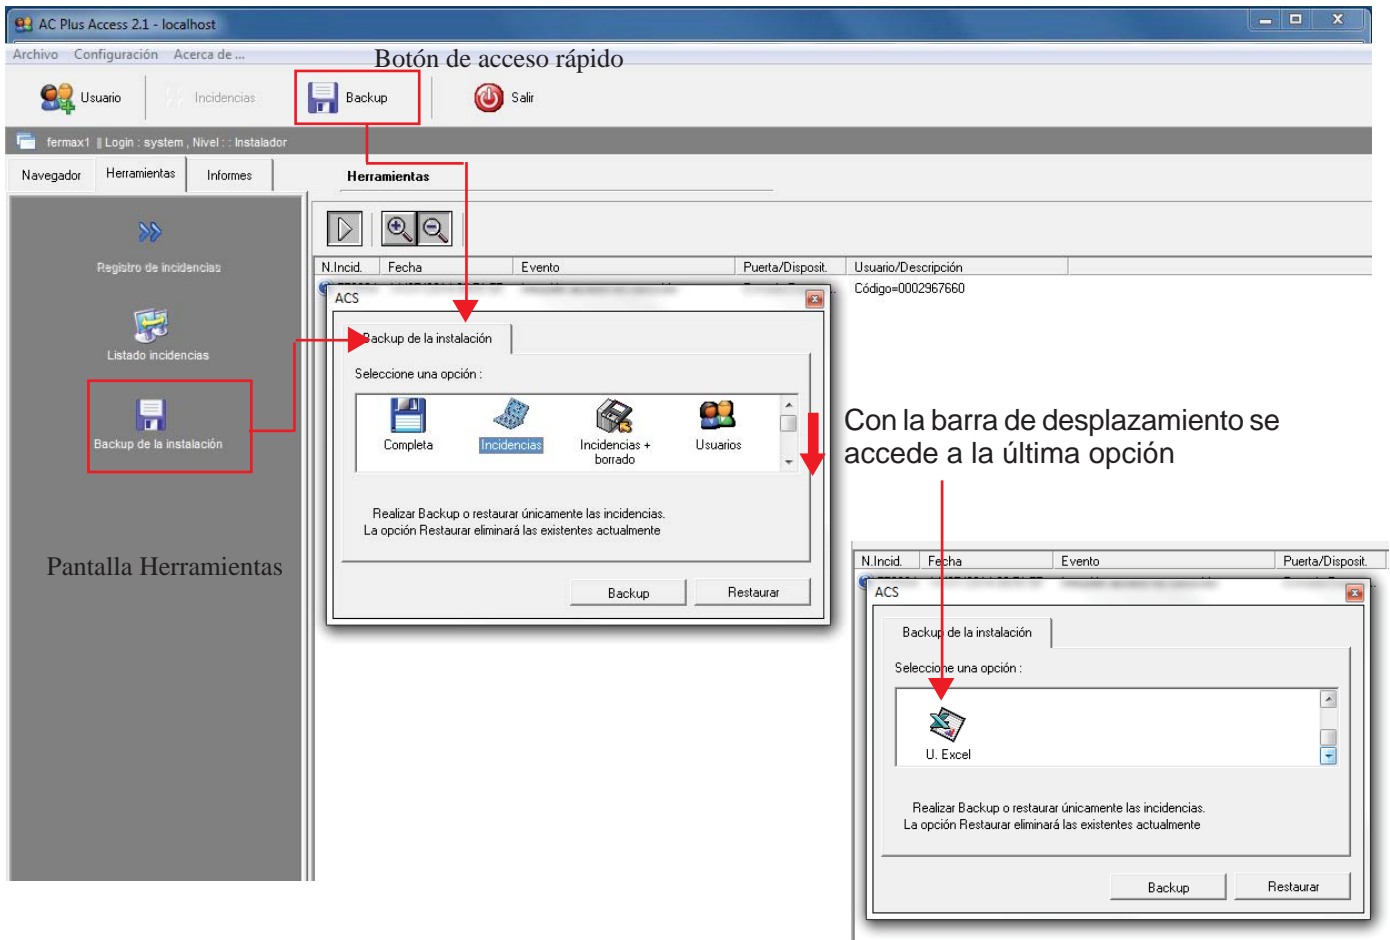 AC Plus Access 2.1 - localhost
X
Archivo Configuración Acerca de ...
Botón de acceso rápido
Usuario Incidencias Backup Salir
fermax1 || Login : system , Nivel : : Instalador
Navegador Herramientas Informes
Herramientas
Registro de incidencias
Listado incidencias
Backup de la instalación
Pantalla Herramientas
N.Incid. Fecha Evento Puerta/Disposit. Usuario/Descripción
Código=0002967660
ACS
Backup de la instalación
Seleccione una opción :
Completa Incidencias Incidencias + Usuarios
borrado
Realizar Backup o restaurar únicamente las incidencias.
La opción Restaurar eliminará las existentes actualmente
Backup Restaurar
Con la barra de desplazamiento se
accede a la última opción
N.Incid. Fecha Evento Puerta/Disposit.
ACS
Backup de la instalación
Seleccione una opción :
U. Excel
Realizar Backup o restaurar únicamente las incidencias.
La opción Restaurar eliminará las existentes actualmente
Backup Restaurar